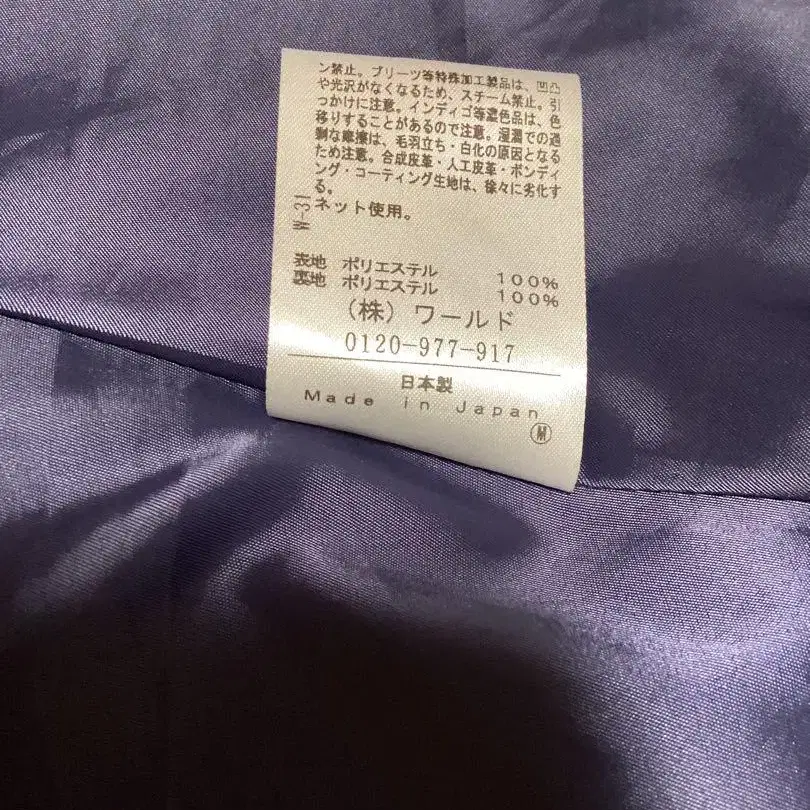 ン禁止。プリーツ等特殊加工製品は、凹凸
や光沢がなくなるため、スチーム禁止。引
っかけに注意。インディゴ等濃色品は、色
移りすることがあるので注意。湿潤での過
剰な摩擦は、毛羽立ち・白化の原因となる
ため注意。合成皮革・人工皮革・ボンディ
ング・コーティング生地は、徐々に劣化す
る。
ネット使用。
W-31
表地 ポリエステル 100%
裏地 ポリエステル 100%
(株)ワールド
0120-977-917
日本製
Made in Japan
M